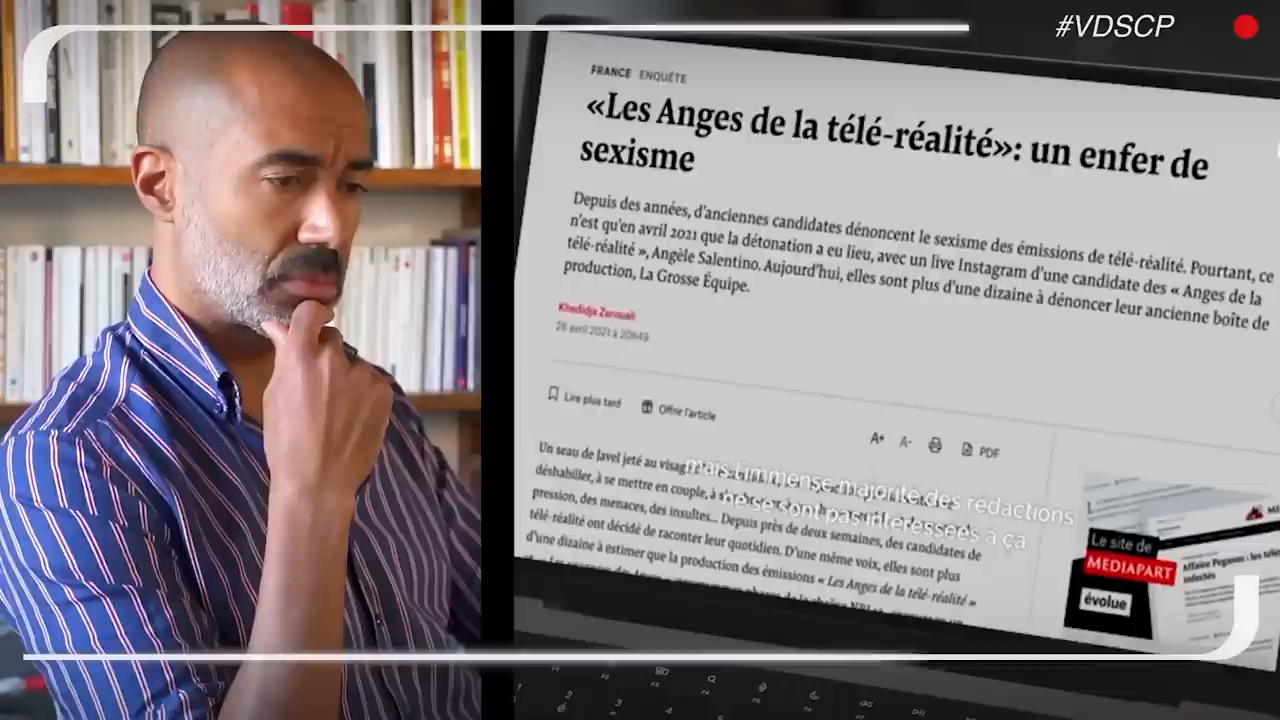 #VDSCP
FRANCE ENQUÊTE
«Les Anges de la télé-réalité»: un enfer de
sexisme
Depuis des années, d'anciennes candidates dénoncent le sexisme des émissions de télé-réalité. Pourtant, ce
n'est qu'en avril 2021 que la détonation a eu lieu, avec un live Instagram d'une candidate des « Anges de la
télé-réalité », Angèle Salentino. Aujourd'hui, elles sont plus d'une dizaine à dénoncer leur ancienne boîte de
production, La Grosse Équipe.
Khedidja Zerouali
26 avril 2021 à 20h49
Lire plus tard Offrir l'article
A+ A- PDF
Un seau de javel jeté au
déshabiller, à se mettre en couple, à
pression, des menaces, des insultes... Depuis près de deux semaines, des candidates de
télé-réalité ont décidé de raconter leur quotidien. D'une même voix, elles sont plus
d'une dizaine à estimer que la production des émissions « Les Anges de la télé-réalité »
mais l'immense majorité des rédactions
ne se sont pas intéressées à ça
Le site de
MEDIAPART
évolue